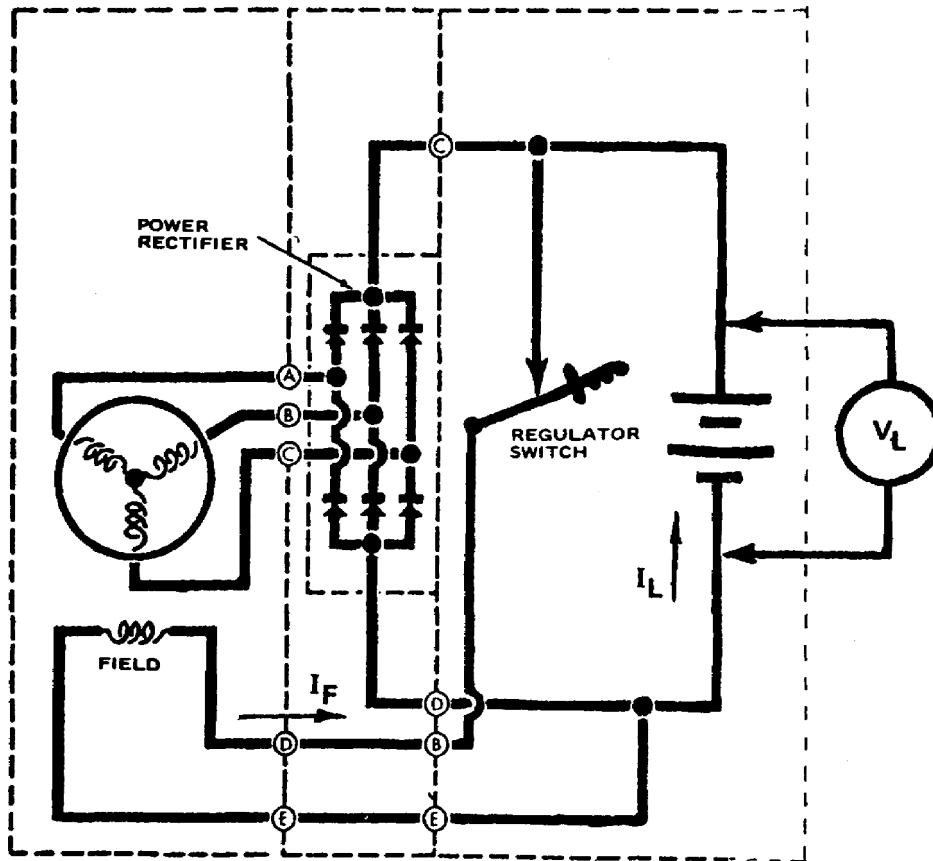 C
POWER
RECTIFIER
A
B
C
REGULATOR
SWITCH
VL
IL
FIELD
IF
D
D
B
E
E